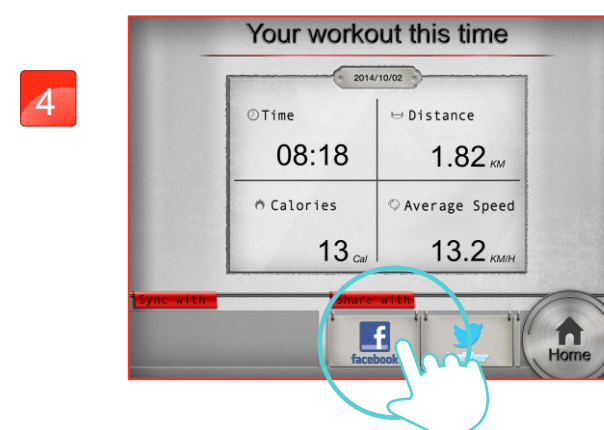 4
Your workout this time
2014/10/02
Time
Distance
08:18
1.82 KM
Calories
Average Speed
13 Cal
13.2 KM/H
Sync with
Share with
facebook
Home